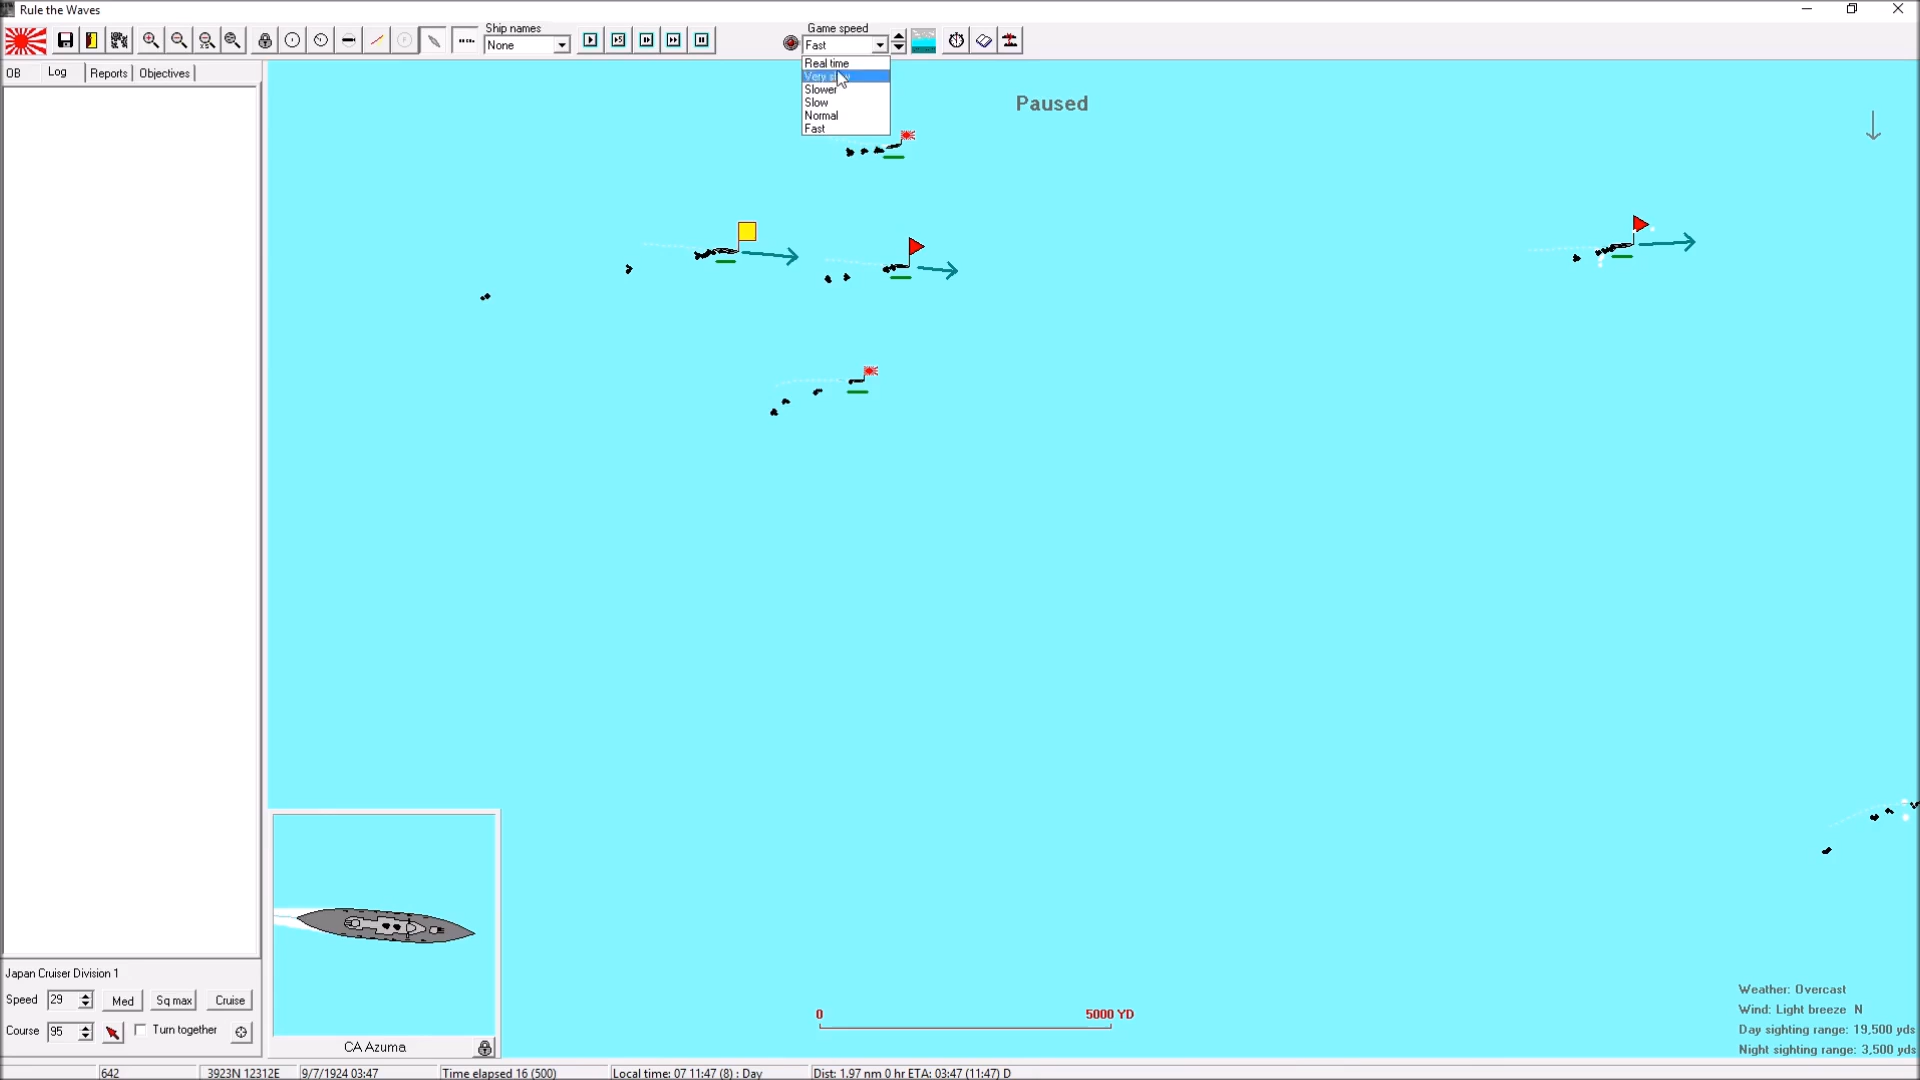 Rule the Waves
Ship names
None
Game speed
Fast
Real time
Very slow
Slower
Slow
Normal
Fast
OB
Log
Reports
Objectives
Paused
Japan Cruiser Division 1
Speed 29 Med Sq max Cruise
Course 95 Turn together
CA Azuma
0 5000 YD
Weather: Overcast
Wind: Light breeze N
Day sighting range: 19,500 yds
Night sighting range: 3,500 yds
642 3923N 12312E 9/7/1924 03:47 Time elapsed 16 (500) Local time: 07 11:47 (8) : Day Dist: 1.97 nm 0 hr ETA: 03:47 (11:47) D